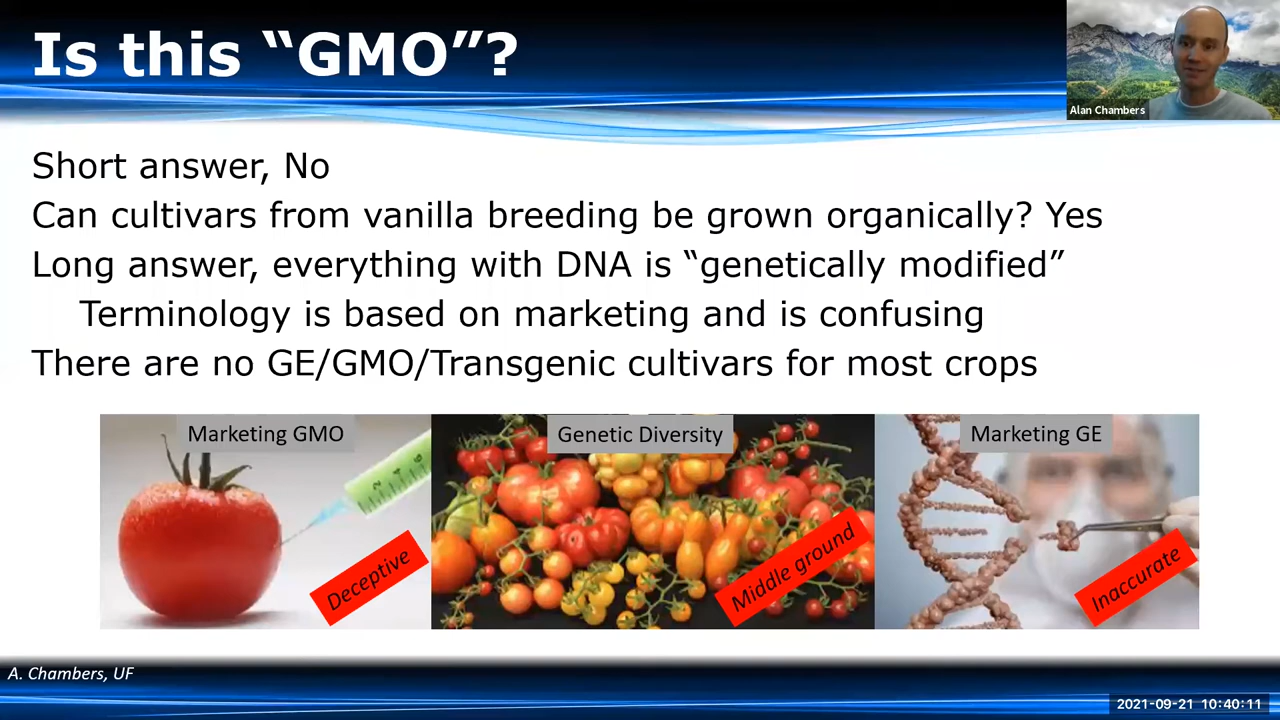 Is this “GMO”?
Alan Chambers
Short answer, No
Can cultivars from vanilla breeding be grown organically? Yes
Long answer, everything with DNA is “genetically modified”
Terminology is based on marketing and is confusing
There are no GE/GMO/Transgenic cultivars for most crops
Marketing GMO
Genetic Diversity
Marketing GE
Deceptive
Middle ground
Inaccurate
A. Chambers, UF
2021-09-21 10:40:11